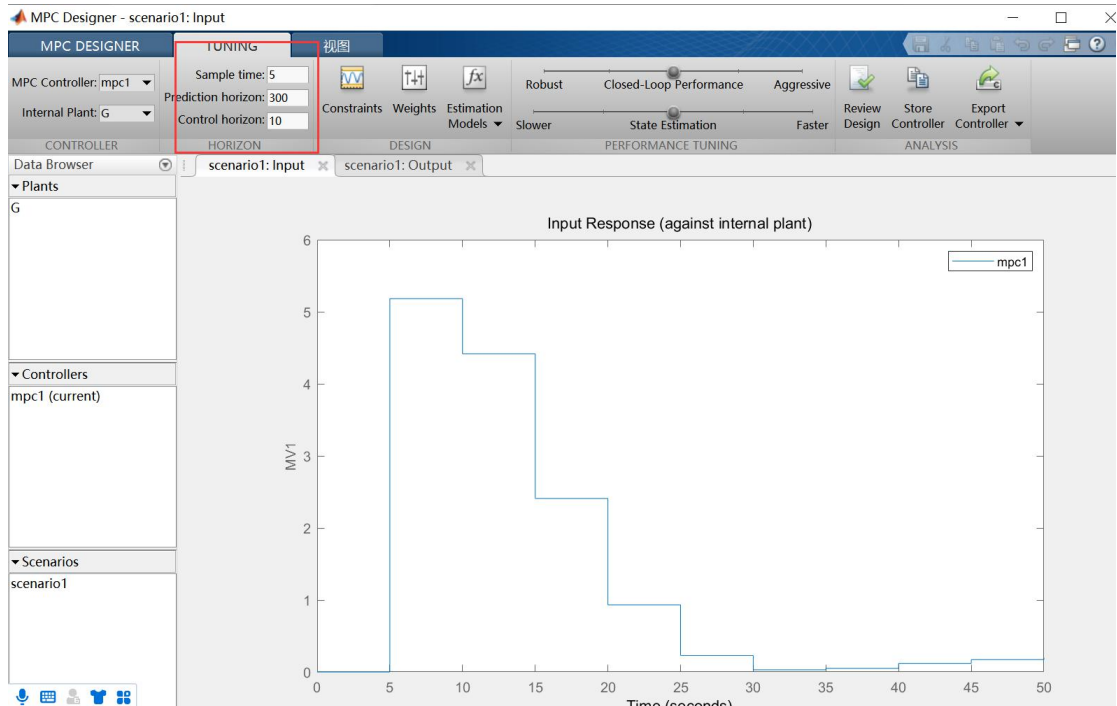 MPC Designer - scenario1: Input
MPC DESIGNER TUNING 视图
MPC Controller: mpc1
Internal Plant: G
CONTROLLER
Sample time: 5
Prediction horizon: 300
Control horizon: 10
HORIZON
Constraints Weights Estimation Models
DESIGN
Robust Closed-Loop Performance Aggressive
Slower State Estimation Faster
PERFORMANCE TUNING
Review Design Store Controller Export Controller
ANALYSIS
Data Browser
scenario1: Input scenario1: Output
Plants
G
Controllers
mpc1 (current)
Scenarios
scenario1
Input Response (against internal plant)
mpc1
MV1
6
5
4
3
2
1
0
0 5 10 15 20 25 30 35 40 45 50
Time (seconds)